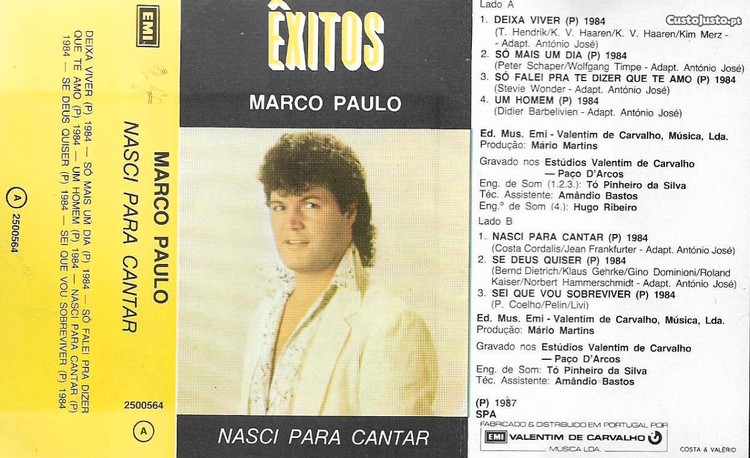 EMI
MARCO PAULO
NASCI PARA CANTAR
DEIXA VIVER (P) 1984 — SÓ MAIS UM DIA (P) 1984 — SÓ FALEI PRA DIZER
QUE TE AMO (P) 1984 — UM HOMEM (P) 1984 — NASCI PARA CANTAR (P)
1984 — SE DEUS QUISER (P) 1984 — SEI QUE VOU SOBREVIVER (P) 1984
A 2500564
2500564
A
ÊXITOS
MARCO PAULO
NASCI PARA CANTAR
CustoJusto.pt
Lado A
1. DEIXA VIVER (P) 1984
(T. Hendrik/K. V. Haaren/K. V. Haaren/Kim Merz -
- Adapt. António José)
2. SÓ MAIS UM DIA (P) 1984
(Peter Schaper/Wolfgang Timpe - Adapt. António José)
3. SÓ FALEI PRA TE DIZER QUE TE AMO (P) 1984
(Stevie Wonder - Adapt. António José)
4. UM HOMEM (P) 1984
(Didier Barbelivien - Adapt. António José)
Ed. Mus. Emi - Valentim de Carvalho, Música, Lda.
Produção: Mário Martins
Gravado nos Estúdios Valentim de Carvalho
— Paço D'Arcos
Eng. de Som (1.2.3.): Tó Pinheiro da Silva
Téc. Assistente: Amândio Bastos
Eng.º de Som (4.): Hugo Ribeiro
Lado B
1. NASCI PARA CANTAR (P) 1984
(Costa Cordalis/Jean Frankfurter - Adapt. António José)
2. SE DEUS QUISER (P) 1984
(Bernd Dietrich/Klaus Gehrke/Gino Dominioni/Roland
Kaiser/Norbert Hammerschmidt - Adapt. António José)
3. SEI QUE VOU SOBREVIVER (P) 1984
(P. Coelho/Pelin/Livi)
Ed. Mus. Emi - Valentim de Carvalho, Música, Lda.
Produção: Mário Martins
Gravado nos Estúdios Valentim de Carvalho
— Paço D'Arcos
Eng. de Som: Tó Pinheiro da Silva
Téc. Assistente: Amândio Bastos
(P) 1987
SPA
FABRICADO & DISTRIBUIDO EM PORTUGAL POR
EMI VALENTIM DE CARVALHO
MUSICA LDA.
COSTA & VALÉRIO